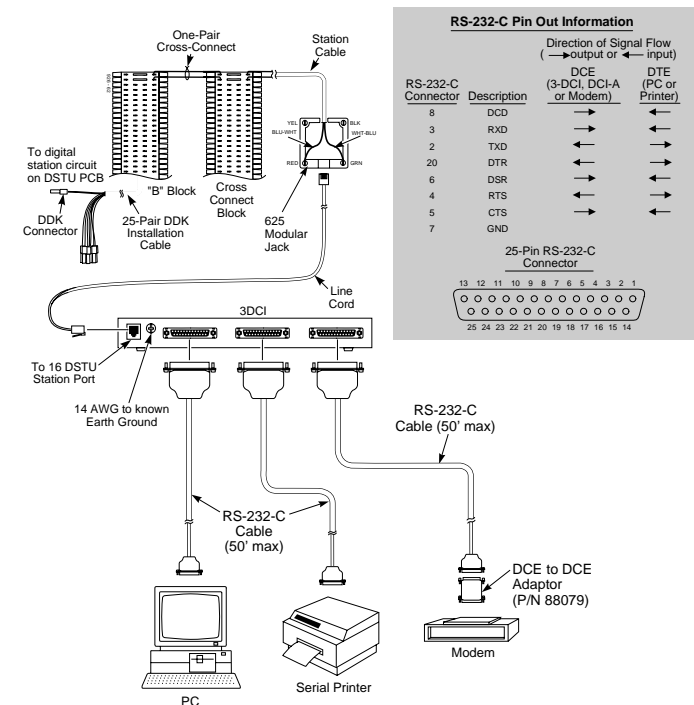 One-Pair
Cross-Connect
Station
Cable
YEL
BLK
BLU-WHT
WHT-BLU
RED
GRN
To digital
station circuit
on DSTU PCB
"B" Block
Cross
Connect
Block
625
Modular
Jack
DDK
Connector
25-Pair DDK
Installation
Cable
Line
Cord
3DCI
To 16 DSTU
Station Port
14 AWG to known
Earth Ground
RS-232-C
Cable (50' max)
RS-232-C
Cable
(50' max)
DCE to DCE
Adaptor
(P/N 88079)
PC
Serial Printer
Modem
RS-232-C Pin Out Information
Direction of Signal Flow
( → output or ← input)
RS-232-C
Connector
Description
DCE
(3-DCI, DCI-A
or Modem)
DTE
(PC or
Printer)
8 DCD → ←
3 RXD → ←
2 TXD ← →
20 DTR ← →
6 DSR → ←
4 RTS ← →
5 CTS → ←
7 GND
25-Pin RS-232-C
Connector
13 12 11 10 9 8 7 6 5 4 3 2 1
25 24 23 22 21 20 19 18 17 16 15 14